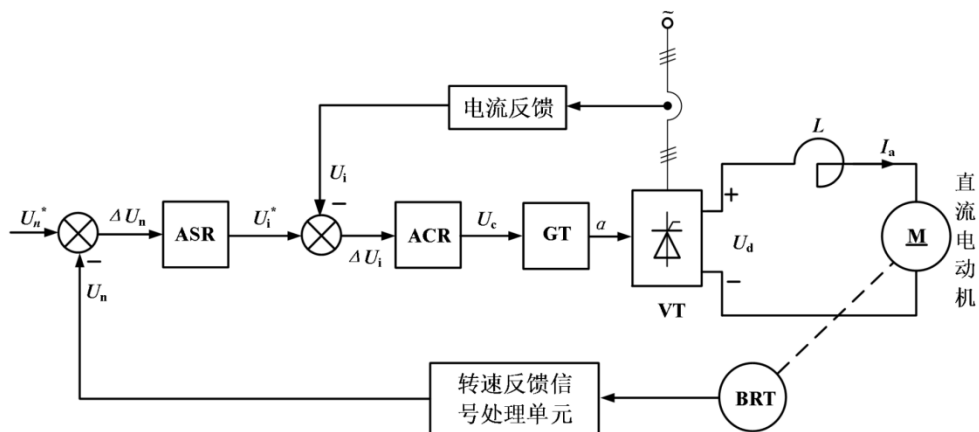 ~
电流反馈
L
I_a
U_i
+
直流电动机
U_n^*
ΔU_n
ASR
U_i^*
ΔU_i
ACR
U_c
GT
α
U_d
M
−
−
−
U_n
VT
转速反馈信
号处理单元
BRT